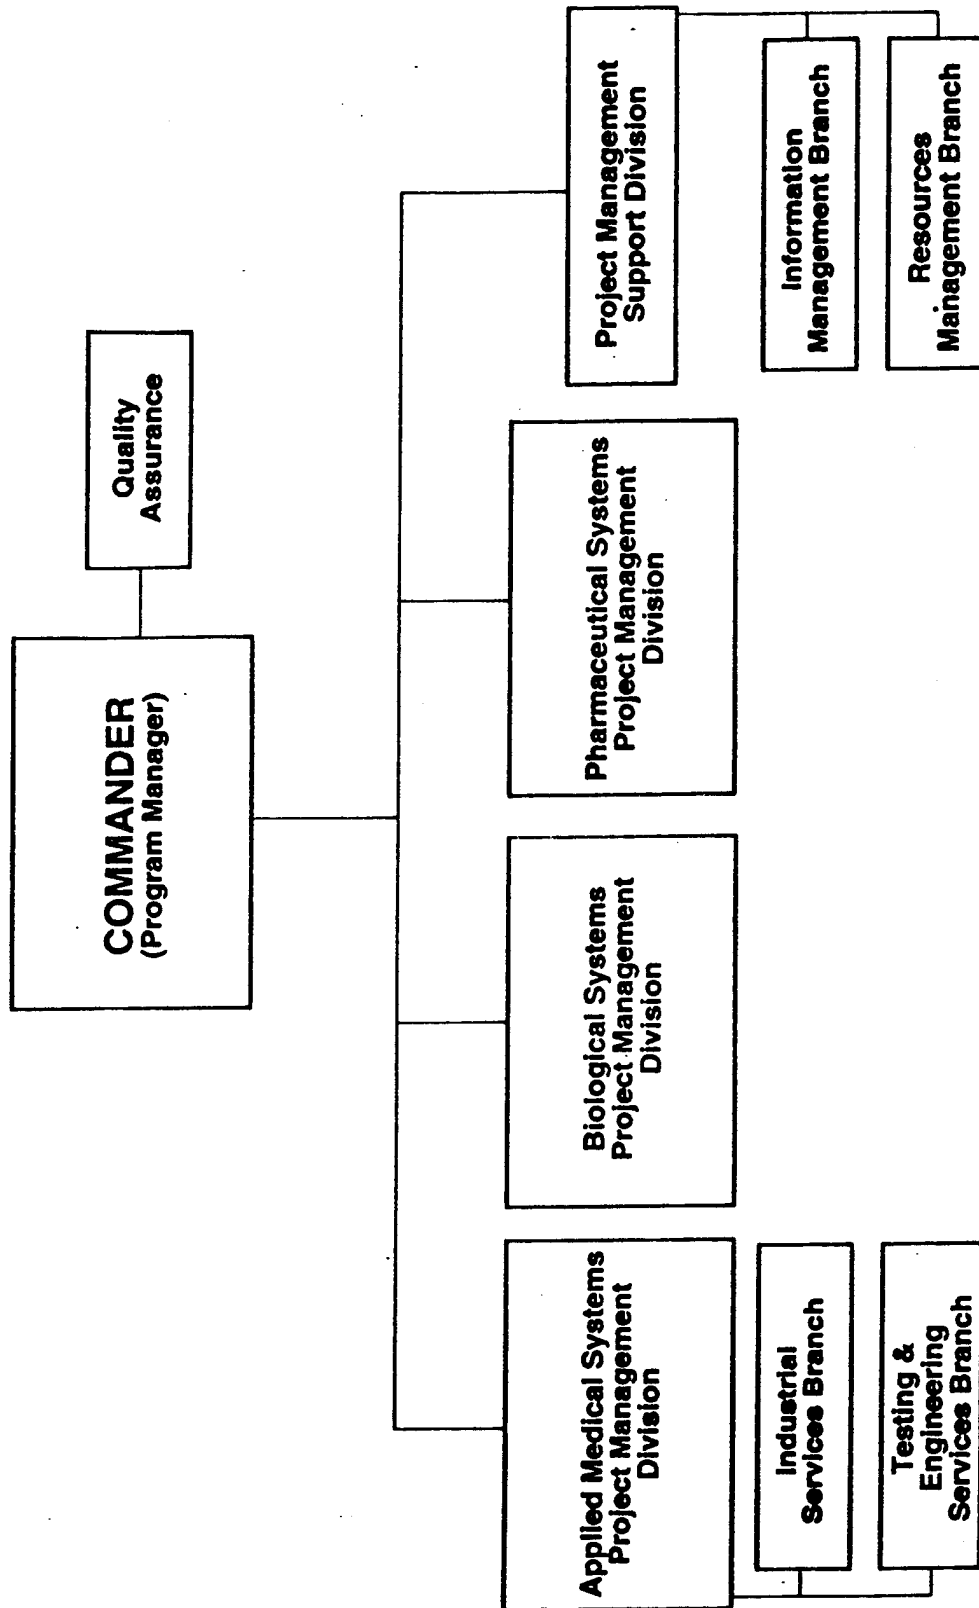 COMMANDER
(Program Manager)
Quality
Assurance
Applied Medical Systems
Project Management
Division
Industrial
Services Branch
Testing &
Engineering
Services Branch
Biological Systems
Project Management
Division
Pharmaceutical Systems
Project Management
Division
Project Management
Support Division
Information
Management Branch
Resources
Management Branch